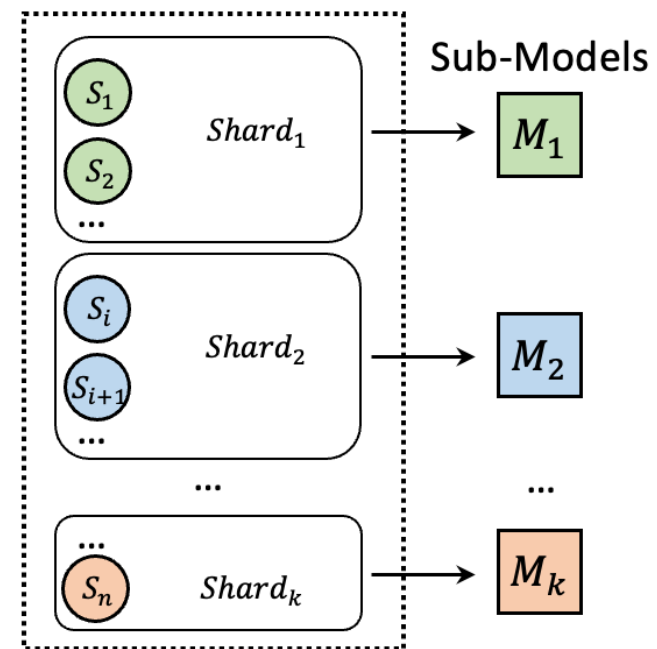 Sub-Models
S₁
Shard₁
M₁
S₂
...
Sᵢ
Shard₂
M₂
Sᵢ₊₁
...
... ...
...
Sₙ
Shardₖ
Mₖ